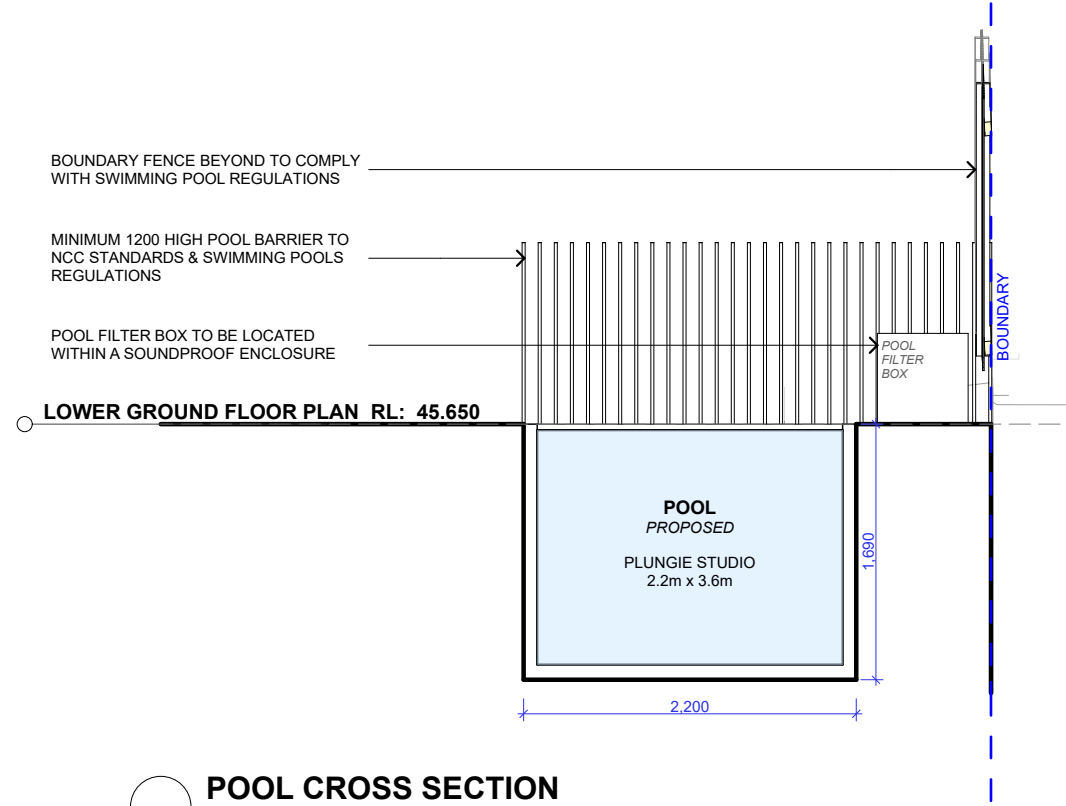 BOUNDARY FENCE BEYOND TO COMPLY
WITH SWIMMING POOL REGULATIONS
MINIMUM 1200 HIGH POOL BARRIER TO
NCC STANDARDS & SWIMMING POOLS
REGULATIONS
POOL FILTER BOX TO BE LOCATED
WITHIN A SOUNDPROOF ENCLOSURE
POOL
FILTER
BOX
BOUNDARY
LOWER GROUND FLOOR PLAN RL: 45.650
POOL
PROPOSED
PLUNGIE STUDIO
2.2m x 3.6m
1,690
2,200
POOL CROSS SECTION